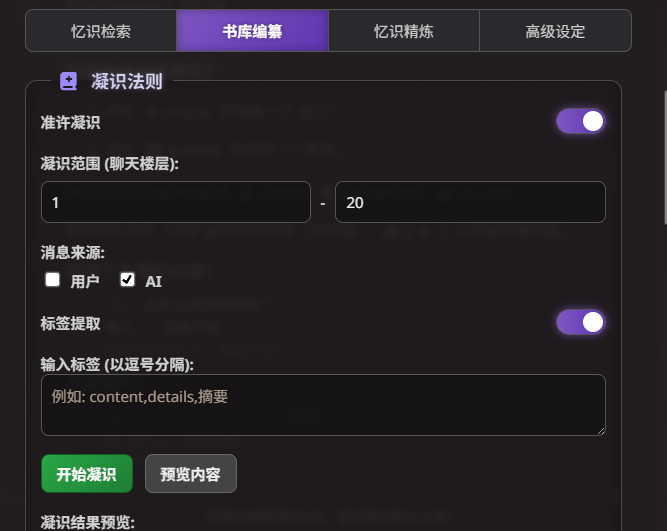 忆识检索 书库编纂 忆识精炼 高级设定
凝识法则
准许凝识
凝识范围 (聊天楼层):
1 - 20
消息来源:
用户 AI
标签提取
输入标签 (以逗号分隔):
例如: content,details,摘要
开始凝识 预览内容
凝识结果预览: